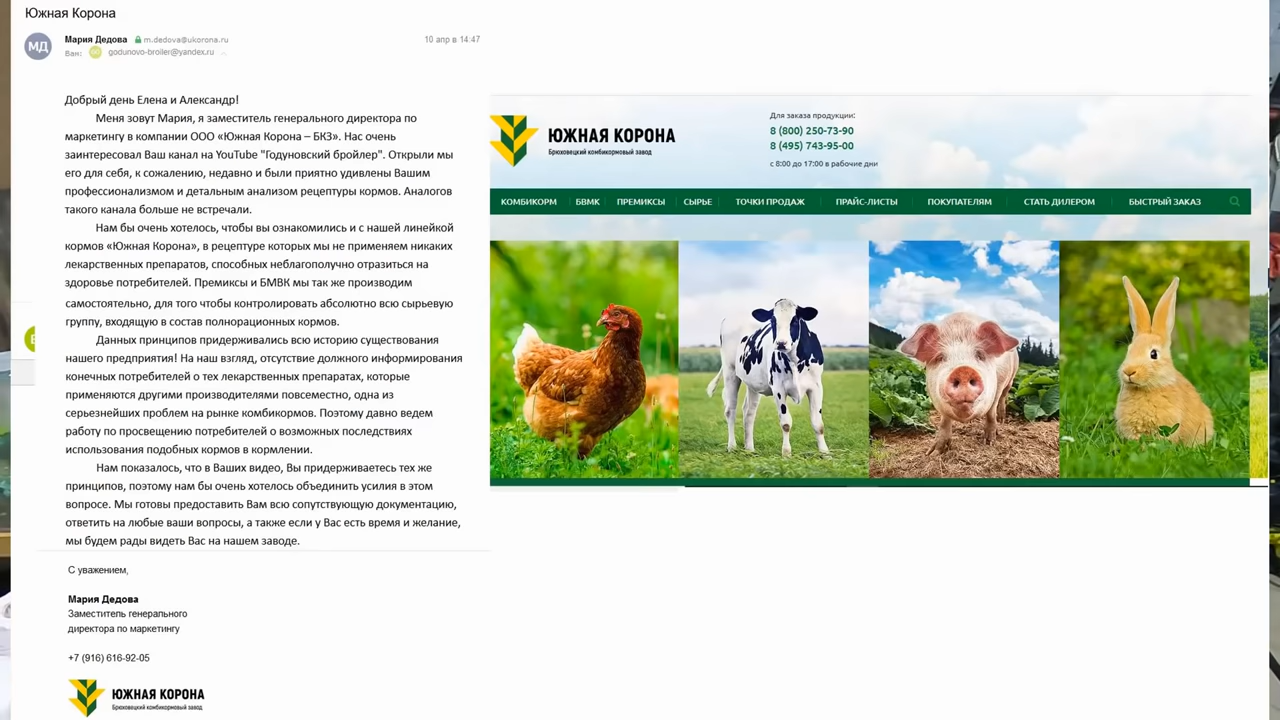 Южная Корона
МД
Мария Дедова m.dedova@ukorona.ru
10 апр в 14:47
Вам: godunovo-broiler@yandex.ru
Добрый день Елена и Александр!
Меня зовут Мария, я заместитель генерального директора по
маркетингу в компании ООО «Южная Корона – БКЗ». Нас очень
заинтересовал Ваш канал на YouTube "Годуновский бройлер". Открыли мы
его для себя, к сожалению, недавно и были приятно удивлены Вашим
профессионализмом и детальным анализом рецептуры кормов. Аналогов
такого канала больше не встречали.
Нам бы очень хотелось, чтобы вы ознакомились и с нашей линейкой
кормов «Южная Корона», в рецептуре которых мы не применяем никаких
лекарственных препаратов, способных неблагополучно отразиться на
здоровье потребителей. Премиксы и БМВК мы так же производим
самостоятельно, для того чтобы контролировать абсолютно всю сырьевую
группу, входящую в состав полнорационных кормов.
Данных принципов придерживались всю историю существования
нашего предприятия! На наш взгляд, отсутствие должного информирования
конечных потребителей о тех лекарственных препаратах, которые
применяются другими производителями повсеместно, одна из
серьезнейших проблем на рынке комбикормов. Поэтому давно ведем
работу по просвещению потребителей о возможных последствиях
использования подобных кормов в кормлении.
Нам показалось, что в Ваших видео, Вы придерживаетесь тех же
принципов, поэтому нам бы очень хотелось объединить усилия в этом
вопросе. Мы готовы предоставить Вам всю сопутствующую документацию,
ответить на любые ваши вопросы, а также если у Вас есть время и желание,
мы будем рады видеть Вас на нашем заводе.
С уважением,
Мария Дедова
Заместитель генерального
директора по маркетингу
+7 (916) 616-92-05
ЮЖНАЯ КОРОНА
Брюховецкий комбикормовый завод
ЮЖНАЯ КОРОНА
Брюховецкий комбикормовый завод
Для заказа продукции:
8 (800) 250-73-90
8 (495) 743-95-00
с 8:00 до 17:00 в рабочие дни
КОМБИКОРМ БВМК ПРЕМИКСЫ СЫРЬЕ ТОЧКИ ПРОДАЖ ПРАЙС-ЛИСТЫ ПОКУПАТЕЛЯМ СТАТЬ ДИЛЕРОМ БЫСТРЫЙ ЗАКАЗ